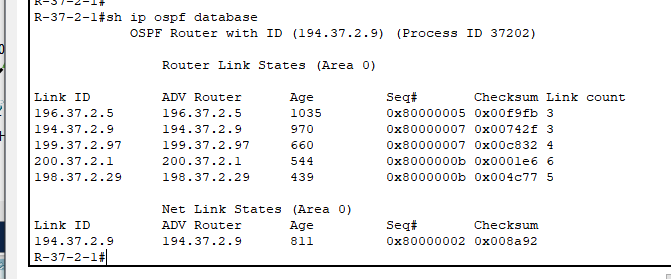 R-37-2-1#sh ip ospf database
OSPF Router with ID (194.37.2.9) (Process ID 37202)
Router Link States (Area 0)
Link ID ADV Router Age Seq# Checksum Link count
196.37.2.5 196.37.2.5 1035 0x80000005 0x00f9fb 3
194.37.2.9 194.37.2.9 970 0x80000007 0x00742f 3
199.37.2.97 199.37.2.97 660 0x80000007 0x00c832 4
200.37.2.1 200.37.2.1 544 0x8000000b 0x0001e6 6
198.37.2.29 198.37.2.29 439 0x8000000b 0x004c77 5
Net Link States (Area 0)
Link ID ADV Router Age Seq# Checksum
194.37.2.9 194.37.2.9 811 0x80000002 0x008a92
R-37-2-1#